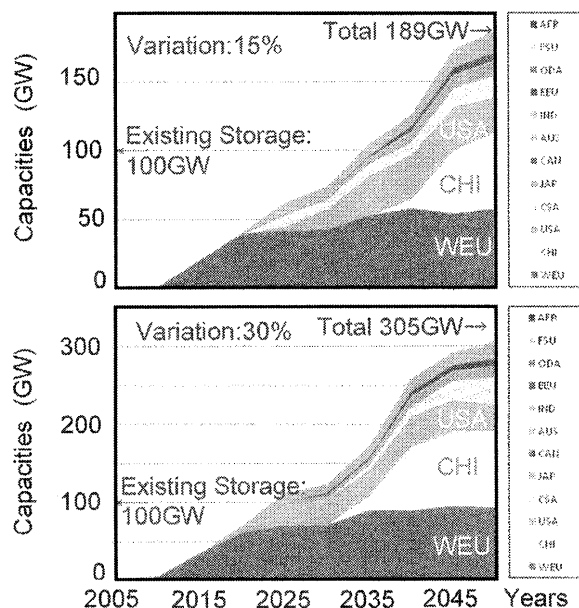 Variation:15%
Total 189GW→
Existing Storage:
100GW
USA
CHI
WEU
Capacities (GW)
150
100
50
0
AFR
FSU
ODA
EEU
IND
AUS
CAN
JAP
CSA
USA
CHI
WEU
Variation:30%
Total 305GW→
Existing Storage:
100GW
USA
CHI
WEU
Capacities (GW)
300
200
100
0
AFR
FSU
ODA
EEU
IND
AUS
CAN
JAP
CSA
USA
CHI
WEU
2005 2015 2025 2035 2045 Years